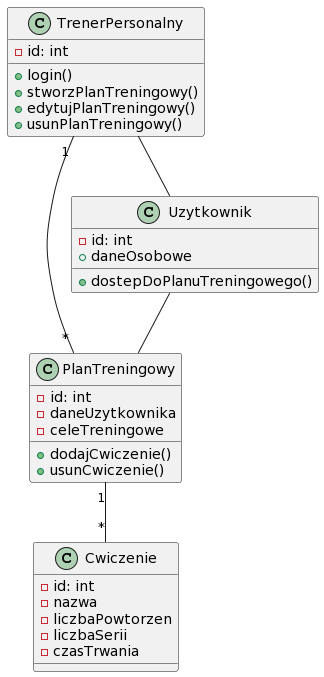 C TrenerPersonalny
id: int
login()
stworzPlanTreningowy()
edytujPlanTreningowy()
usunPlanTreningowy()
1
C Uzytkownik
id: int
daneOsobowe
dostepDoPlanuTreningowego()
*
C PlanTreningowy
id: int
daneUzytkownika
celeTreningowe
dodajCwiczenie()
usunCwiczenie()
1
*
C Cwiczenie
id: int
nazwa
liczbaPowtorzen
liczbaSerii
czasTrwania